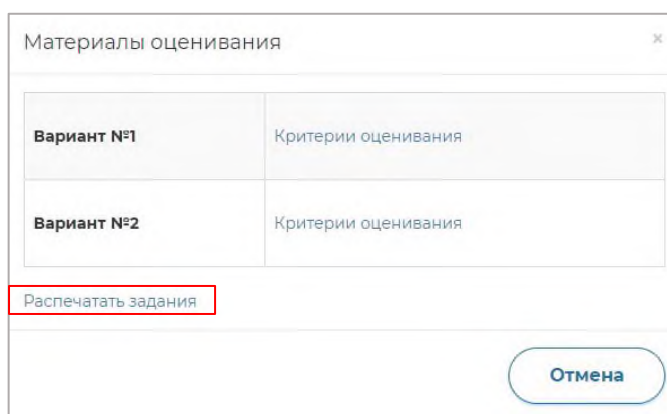 Материалы оценивания ×
Вариант №1 Критерии оценивания
Вариант №2 Критерии оценивания
Распечатать задания
Отмена